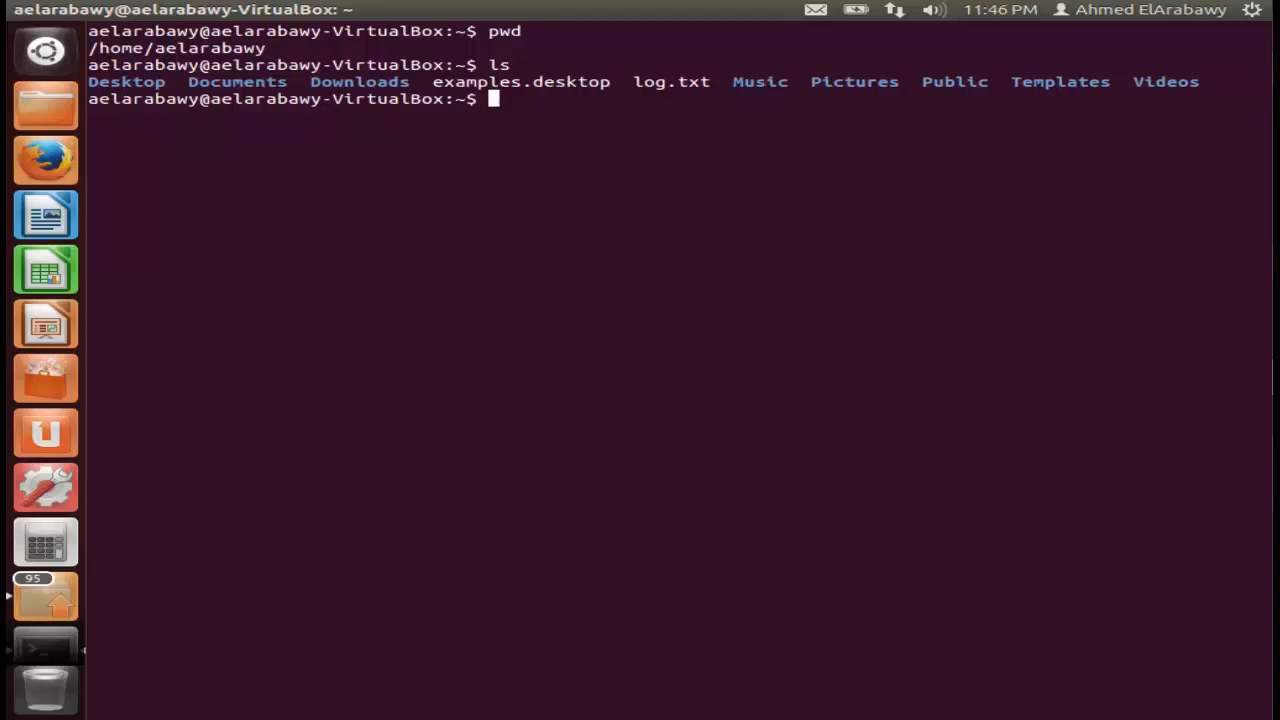 aelarabawy@aelarabawy-VirtualBox: ~ 11:46 PM Ahmed ElArabawy
aelarabawy@aelarabawy-VirtualBox:~$ pwd
/home/aelarabawy
aelarabawy@aelarabawy-VirtualBox:~$ ls
Desktop Documents Downloads examples.desktop log.txt Music Pictures Public Templates Videos
aelarabawy@aelarabawy-VirtualBox:~$
95